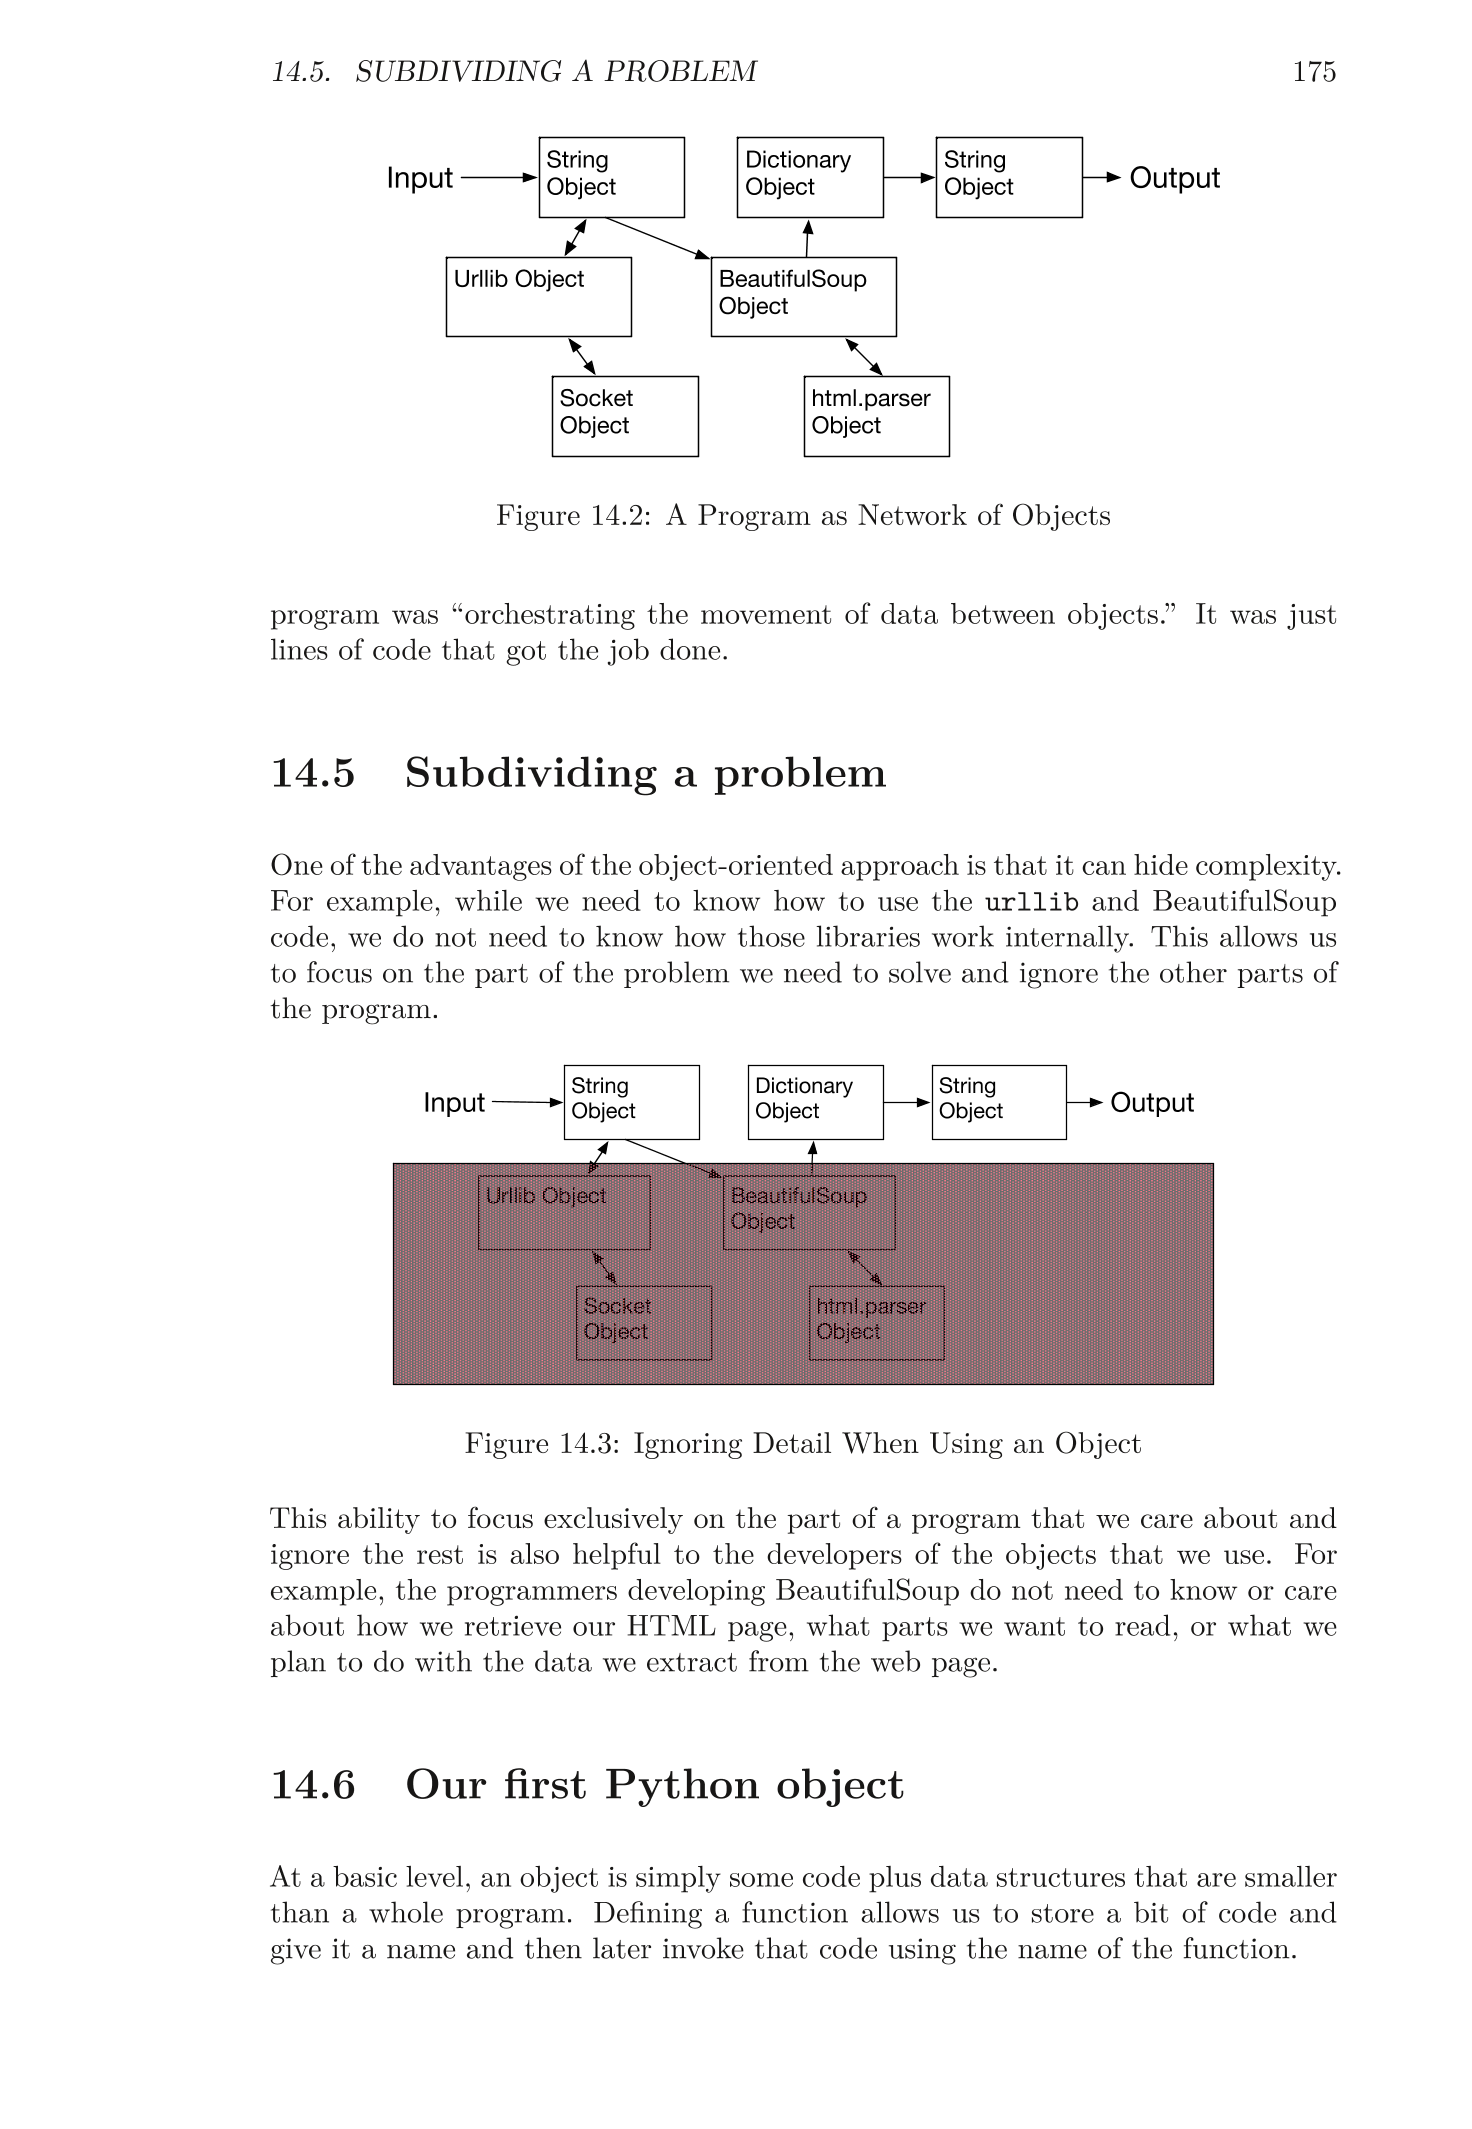 14.5. SUBDIVIDING A PROBLEM 175
Input
String
Object
Dictionary
Object
String
Object
Output
Urllib Object
BeautifulSoup
Object
Socket
Object
html.parser
Object
Figure 14.2: A Program as Network of Objects
program was “orchestrating the movement of data between objects.” It was just
lines of code that got the job done.
14.5 Subdividing a problem
One of the advantages of the object-oriented approach is that it can hide complexity.
For example, while we need to know how to use the urllib and BeautifulSoup
code, we do not need to know how those libraries work internally. This allows us
to focus on the part of the problem we need to solve and ignore the other parts of
the program.
Input
String
Object
Dictionary
Object
String
Object
Output
Urllib Object
BeautifulSoup
Object
Socket
Object
html.parser
Object
Figure 14.3: Ignoring Detail When Using an Object
This ability to focus exclusively on the part of a program that we care about and
ignore the rest is also helpful to the developers of the objects that we use. For
example, the programmers developing BeautifulSoup do not need to know or care
about how we retrieve our HTML page, what parts we want to read, or what we
plan to do with the data we extract from the web page.
14.6 Our first Python object
At a basic level, an object is simply some code plus data structures that are smaller
than a whole program. Defining a function allows us to store a bit of code and
give it a name and then later invoke that code using the name of the function.